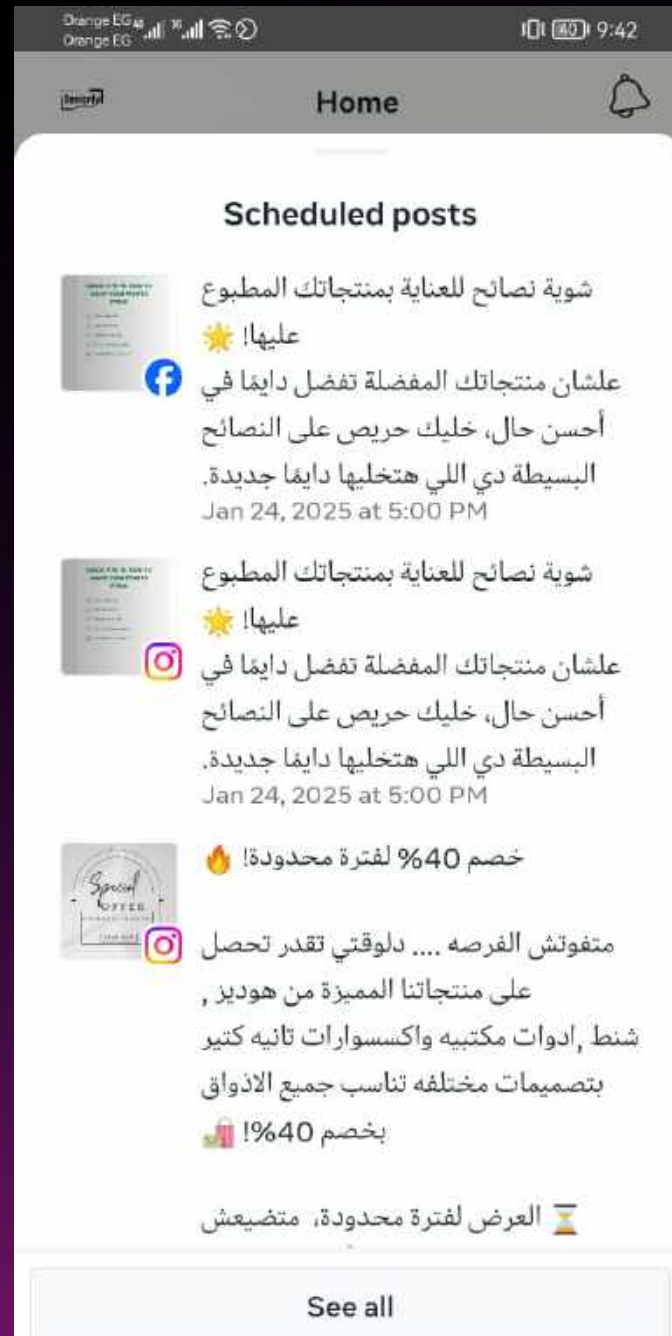 Orange EG
Orange EG
9:42
Home
Scheduled posts
شوية نصائح للعناية بمنتجاتك المطبوع
عليها! 🌟
علشان منتجاتك المفضلة تفضل دايمًا في
أحسن حال، خليك حريص على النصائح
البسيطة دي اللي هتخليها دايمًا جديدة.
Jan 24, 2025 at 5:00 PM
شوية نصائح للعناية بمنتجاتك المطبوع
عليها! 🌟
علشان منتجاتك المفضلة تفضل دايمًا في
أحسن حال، خليك حريص على النصائح
البسيطة دي اللي هتخليها دايمًا جديدة.
Jan 24, 2025 at 5:00 PM
Special
OFFER
خصم 40% لفترة محدودة! 🔥
متفوتش الفرصه .... دلوقتي تقدر تحصل
على منتجاتنا المميزة من هوديز ,
شنط ,ادوات مكتبيه واكسسوارات تانيه كتير
بتصميمات مختلفه تناسب جميع الاذواق
بخصم 40%! 🛍️
⏳ العرض لفترة محدودة، متضيعش
See all